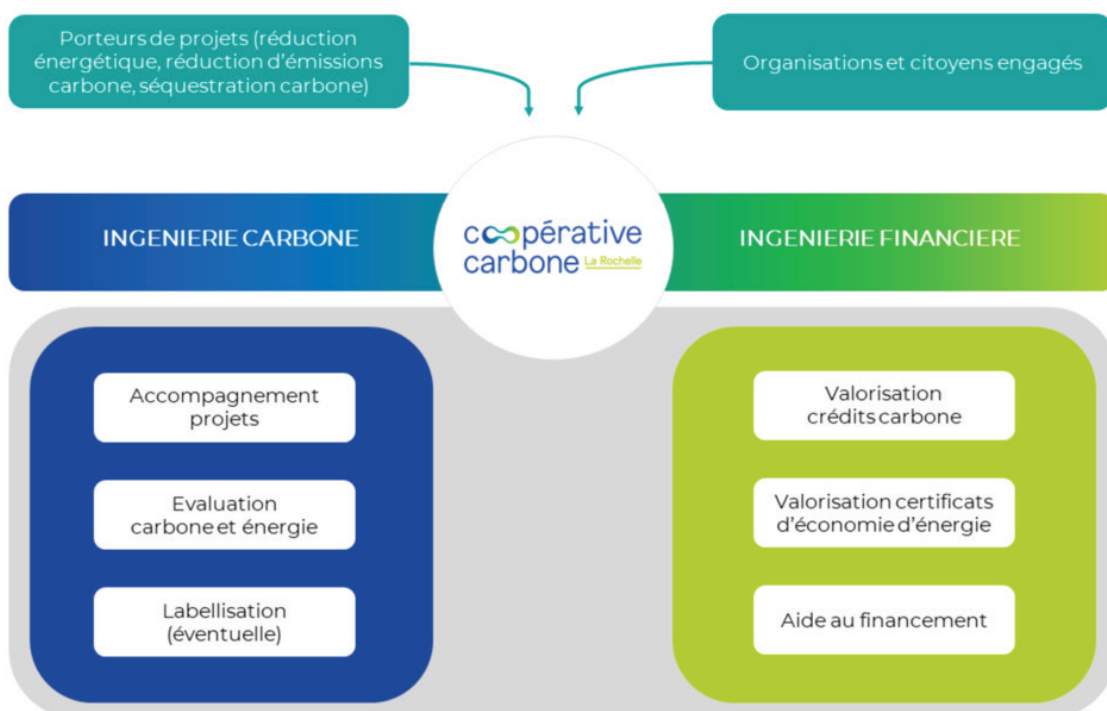 Porteurs de projets (réduction
énergétique, réduction d'émissions
carbone, séquestration carbone)
Organisations et citoyens engagés
INGENIERIE CARBONE
coopérative
carbone La Rochelle
INGENIERIE FINANCIERE
Accompagnement
projets
Evaluation
carbone et énergie
Labellisation
(éventuelle)
Valorisation
crédits carbone
Valorisation certificats
d'économie d'énergie
Aide au financement